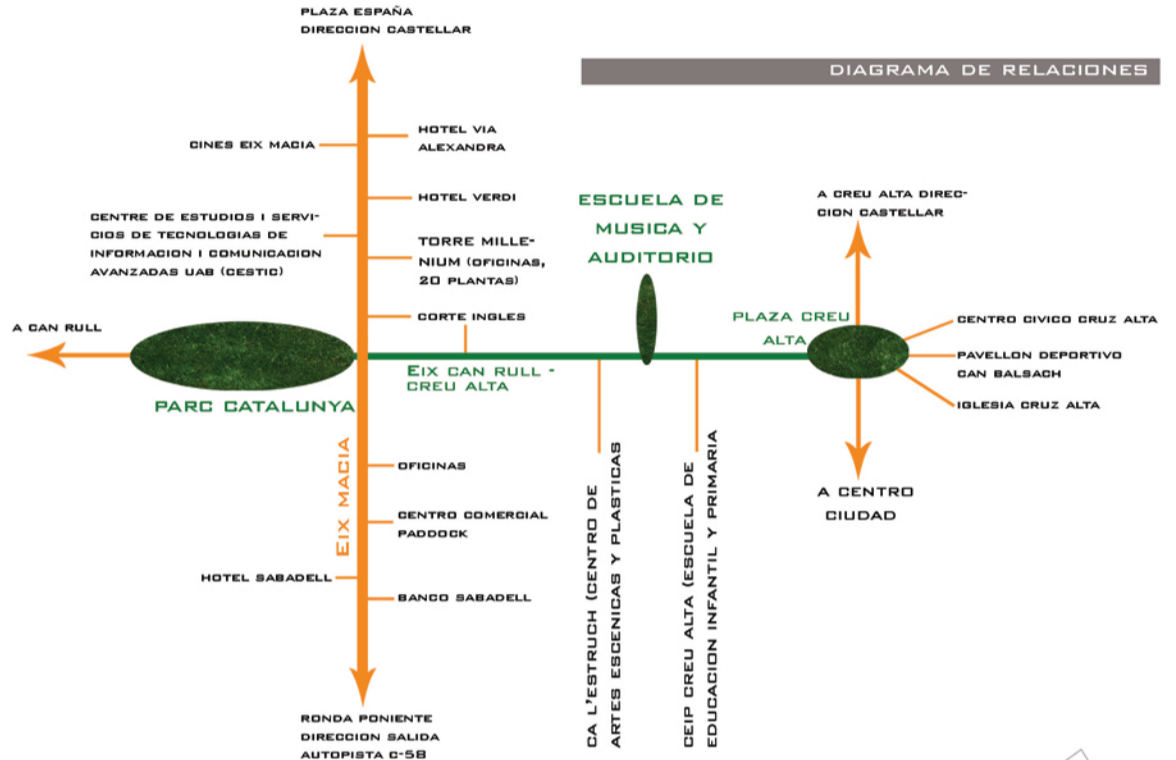 PLAZA ESPAÑA
DIRECCION CASTELLAR
DIAGRAMA DE RELACIONES
CINES EIX MACIA
HOTEL VIA
ALEXANDRA
HOTEL VERDI
CENTRE DE ESTUDIOS I SERVI-
CIOS DE TECNOLOGIAS DE
INFORMACION I COMUNICACION
AVANZADAS UAB (CESTIC)
TORRE MILLE-
NIUM (OFICINAS,
20 PLANTAS)
CORTE INGLES
ESCUELA DE
MUSICA Y
AUDITORIO
A CREU ALTA DIREC-
CION CASTELLAR
A CAN RULL
PARC CATALUNYA
EIX CAN RULL -
CREU ALTA
PLAZA CREU
ALTA
CENTRO CIVICO CRUZ ALTA
PAVELLON DEPORTIVO
CAN BALSACH
IGLESIA CRUZ ALTA
EIX MACIA
OFICINAS
CENTRO COMERCIAL
PADDOCK
HOTEL SABADELL
BANCO SABADELL
CA L'ESTRUCH (CENTRO DE
ARTES ESCENICAS Y PLASTICAS
CEIP CREU ALTA (ESCUELA DE
EDUCACION INFANTIL Y PRIMARIA
A CENTRO
CIUDAD
RONDA PONIENTE
DIRECCION SALIDA
AUTOPISTA C-58